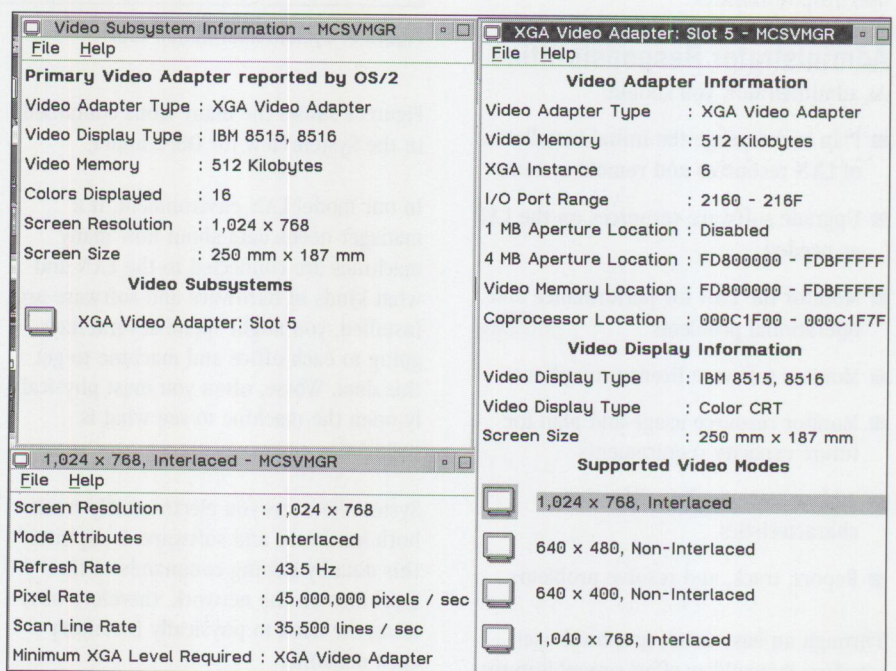 Video Subsystem Information - MCSVMGR
File Help
Primary Video Adapter reported by OS/2
Video Adapter Type : XGA Video Adapter
Video Display Type : IBM 8515, 8516
Video Memory : 512 Kilobytes
Colors Displayed : 16
Screen Resolution : 1,024 x 768
Screen Size : 250 mm x 187 mm
Video Subsystems
XGA Video Adapter: Slot 5
1,024 x 768, Interlaced - MCSVMGR
File Help
Screen Resolution : 1,024 x 768
Mode Attributes : Interlaced
Refresh Rate : 43.5 Hz
Pixel Rate : 45,000,000 pixels / sec
Scan Line Rate : 35,500 lines / sec
Minimum XGA Level Required : XGA Video Adapter
XGA Video Adapter: Slot 5 - MCSVMGR
File Help
Video Adapter Information
Video Adapter Type : XGA Video Adapter
Video Memory : 512 Kilobytes
XGA Instance : 6
I/O Port Range : 2160 - 216F
1 MB Aperture Location : Disabled
4 MB Aperture Location : FD800000 - FDBFFFFF
Video Memory Location : FD800000 - FDBFFFFF
Coprocessor Location : 000C1F00 - 000C1F7F
Video Display Information
Video Display Type : IBM 8515, 8516
Video Display Type : Color CRT
Screen Size : 250 mm x 187 mm
Supported Video Modes
1,024 x 768, Interlaced
640 x 480, Non-Interlaced
640 x 400, Non-Interlaced
1,040 x 768, Interlaced